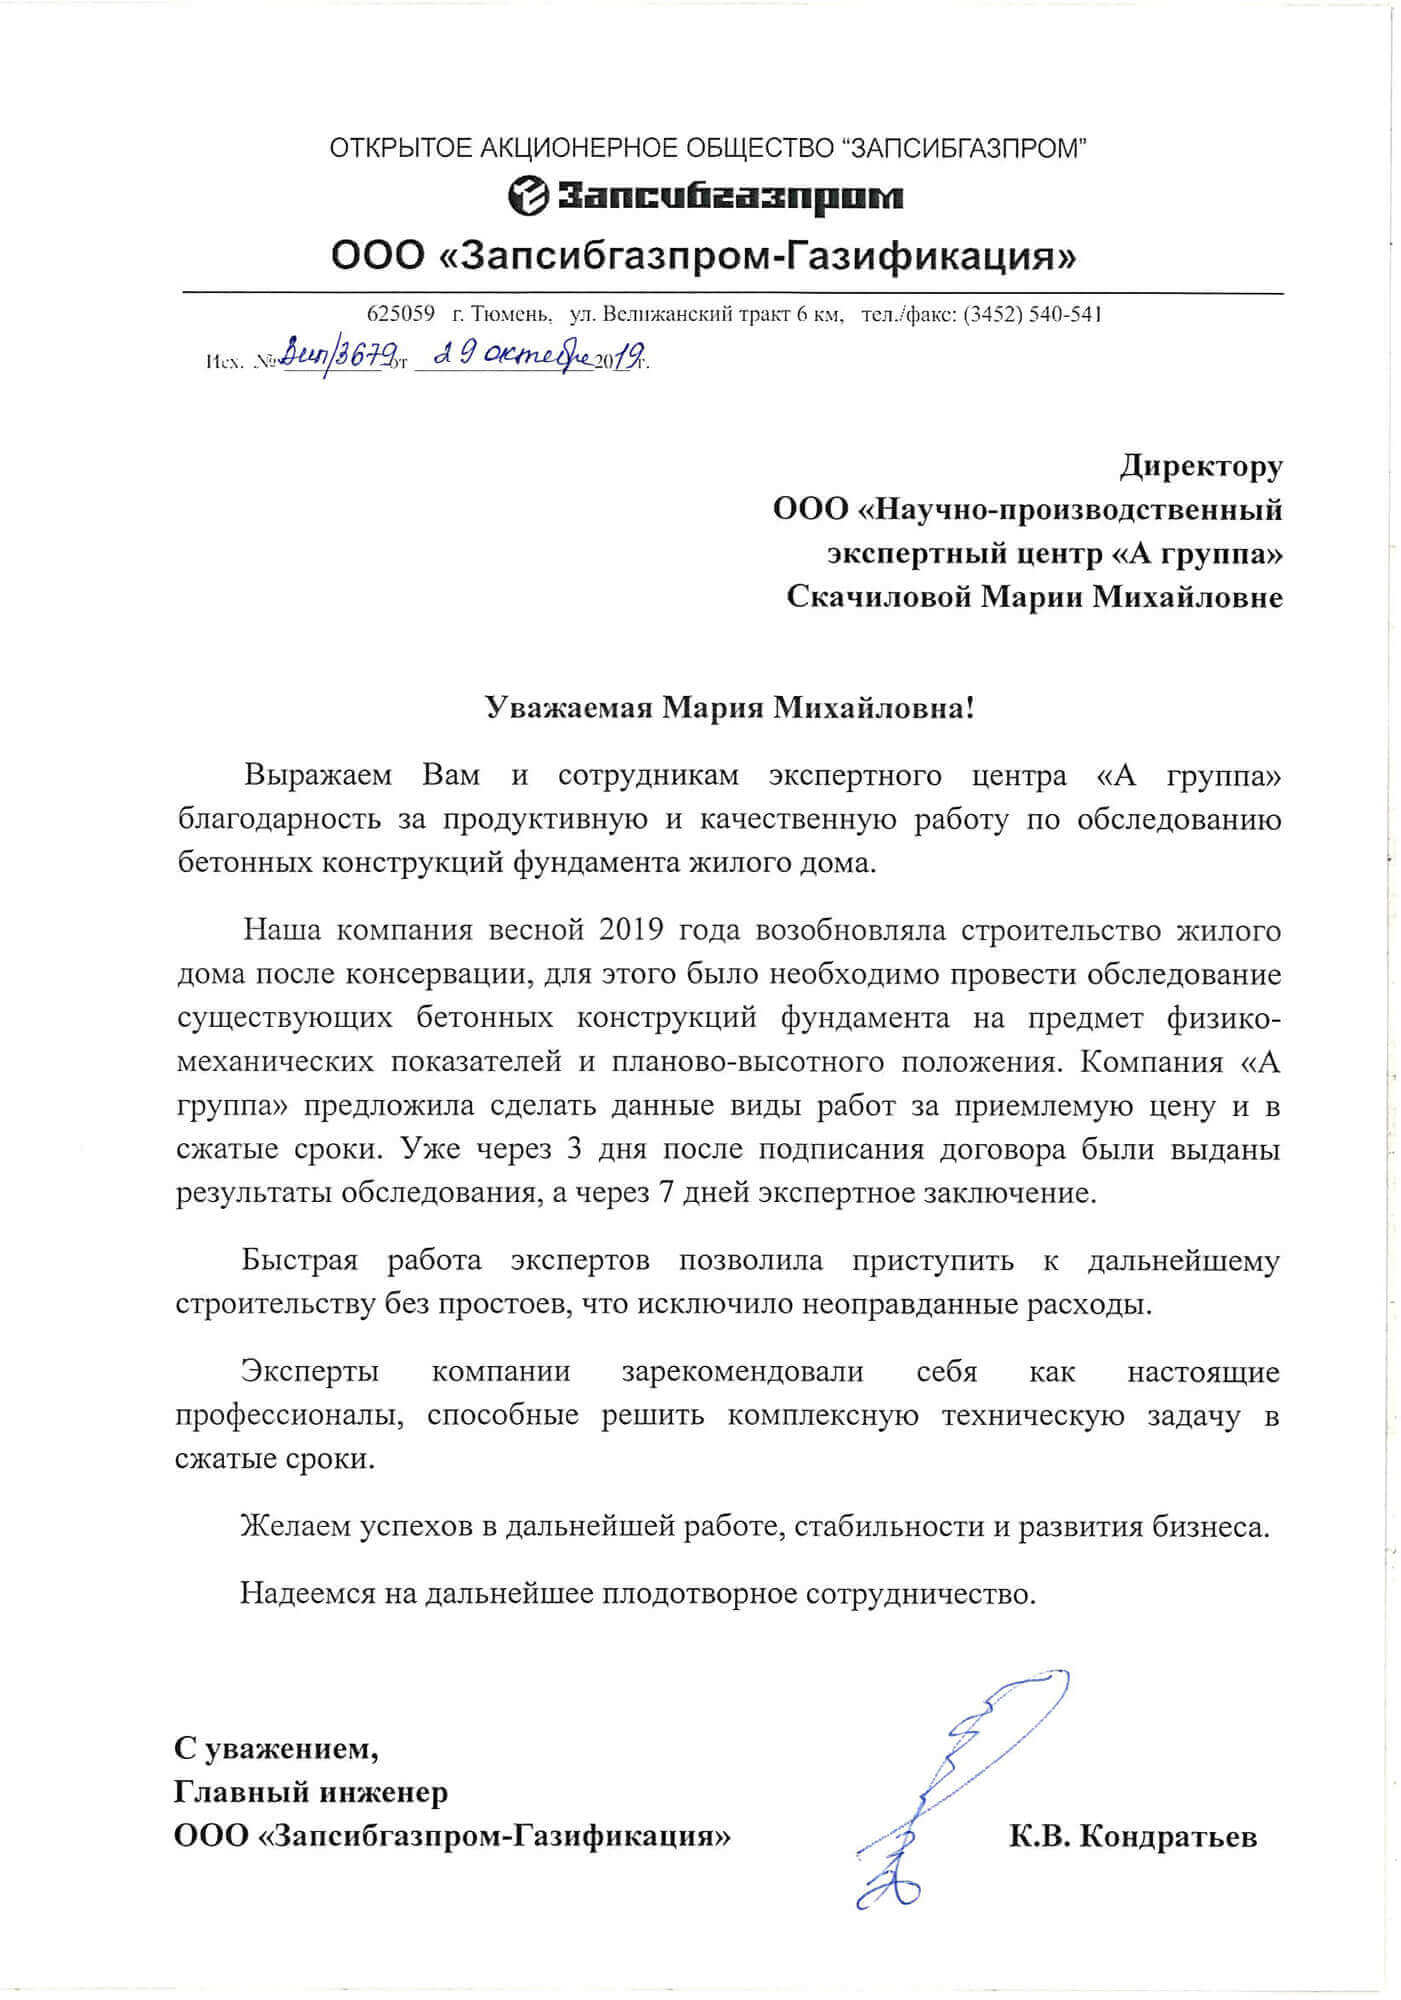 ОТКРЫТОЕ АКЦИОНЕРНОЕ ОБЩЕСТВО “ЗАПСИБГАЗПРОМ”
Запсибгазпром
ООО «Запсибгазпром-Газификация»
625059 г. Тюмень, ул. Велижанский тракт 6 км, тел./факс: (3452) 540-541
Исх. № /3679 от 29 октября 2019 г.
Директору
ООО «Научно-производственный
экспертный центр «А группа»
Скачиловой Марии Михайловне
Уважаемая Мария Михайловна!
Выражаем Вам и сотрудникам экспертного центра «А группа»
благодарность за продуктивную и качественную работу по обследованию
бетонных конструкций фундамента жилого дома.
Наша компания весной 2019 года возобновляла строительство жилого
дома после консервации, для этого было необходимо провести обследование
существующих бетонных конструкций фундамента на предмет физико-
механических показателей и планово-высотного положения. Компания «А
группа» предложила сделать данные виды работ за приемлемую цену и в
сжатые сроки. Уже через 3 дня после подписания договора были выданы
результаты обследования, а через 7 дней экспертное заключение.
Быстрая работа экспертов позволила приступить к дальнейшему
строительству без простоев, что исключило неоправданные расходы.
Эксперты компании зарекомендовали себя как настоящие
профессионалы, способные решить комплексную техническую задачу в
сжатые сроки.
Желаем успехов в дальнейшей работе, стабильности и развития бизнеса.
Надеемся на дальнейшее плодотворное сотрудничество.
С уважением,
Главный инженер
ООО «Запсибгазпром-Газификация» К.В. Кондратьев